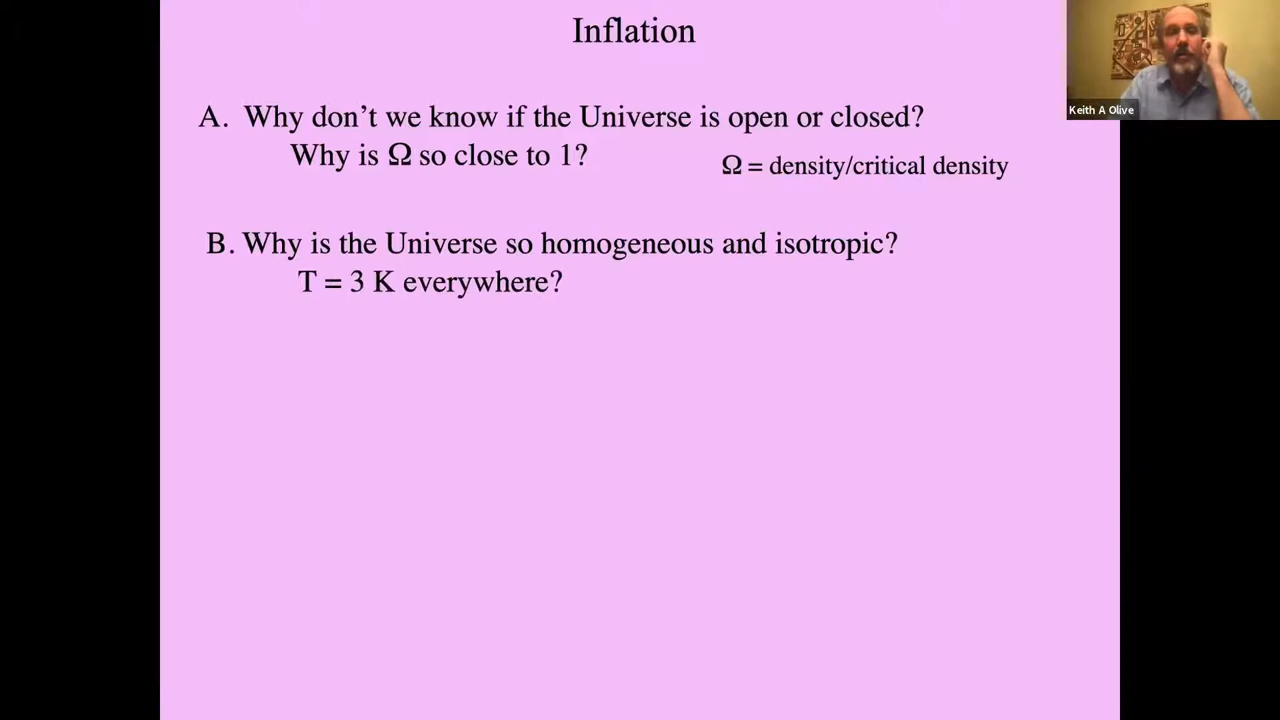 Inflation
A. Why don't we know if the Universe is open or closed?
Why is Ω so close to 1?
Ω = density/critical density
B. Why is the Universe so homogeneous and isotropic?
T = 3 K everywhere?
Keith A Olive